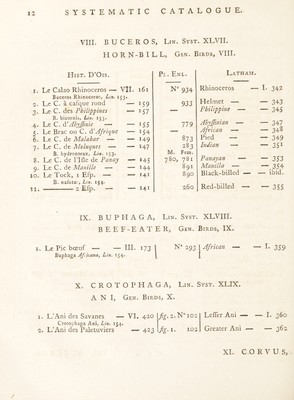 12 SYSTEMATIC CATALOGUE.
VIII. BUCEROS, Lin. Syst. XLVII.
HORN-BILL, Gen. Birds, VIII.
Hist. D'Ois. Pl. Enl. Latham.
1. Le Calao Rhinoceros — VII. 161 N° 934 Rhinoceros — I. 342
Buceros Rhinoceros, Lin. 153.
2. Le C. à casque rond — 159 933 Helmet — 343
3. Le C. des Philippines — 157 — Philippine — 345
B. bicornis, Lin. 153.
4. Le C. d'Abyssinie — 155 779 Abyssinian — 347
5. Le Brac ou C. d'Afrique — 154 — African — 348
6. Le C. de Malabar — 149 873 Pied — 349
7. Le C. des Moluques — 147 283 Indian — 351
B. hydrocorax, Lin. 153. M. Fem.
8. Le C. de l'Isle de Panay — 145 780, 781 Panayan — 353
9. Le C. de Manille — 144 891 Manilla — 354
10. Le Tock, 1 Esp. — 141 890 Black-billed — ibid.
B. nasutus, Lin. 154.
11. — 2 Esp. — 141 260 Red-billed — 355
IX. BUPHAGA, Lin. Syst. XLVIII.
BEEF-EATER, Gen. Birds, IX.
1. Le Pic bœuf — III. 173 N° 293 African — I. 359
Buphaga Africana, Lin. 154.
X. CROTOPHAGA, Lin. Syst. XLIX.
ANI, Gen. Birds, X.
1. L'Ani des Savanes — VI. 420 fig. 2. N° 102 Lesser Ani — I. 360
Crotophaga Ani, Lin. 154.
2. L'Ani des Paletuviers — 423 fig. 1. 102 Greater Ani — 362
XI. CORVUS,